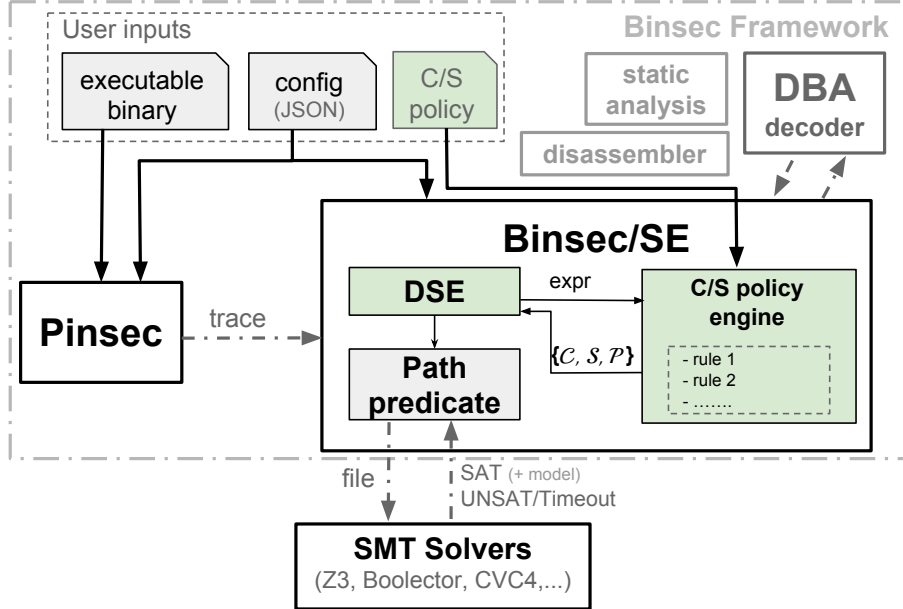 User inputs
Binsec Framework
executable
binary
config
(JSON)
C/S
policy
static
analysis
disassembler
DBA
decoder
Binsec/SE
DSE
expr
C/S policy
engine
- rule 1
- rule 2
- .......
{C, S, P}
Path
predicate
Pinsec
trace
file
SAT (+ model)
UNSAT/Timeout
SMT Solvers
(Z3, Boolector, CVC4,...)